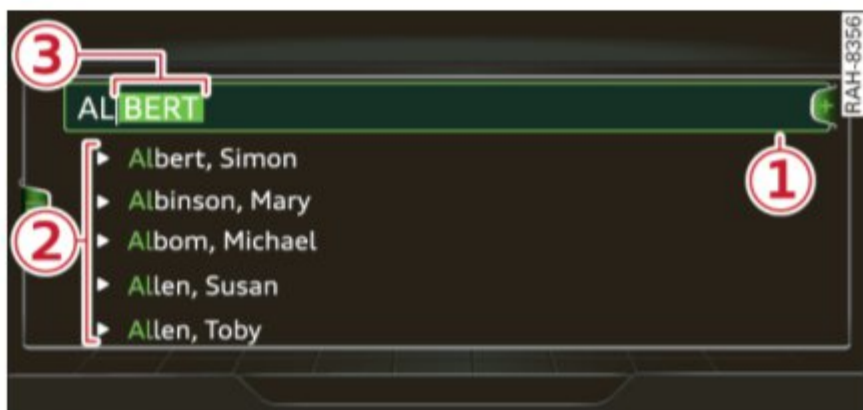 3
RAH-8356
ALBERT
1
Albert, Simon
Albinson, Mary
2
Albom, Michael
Allen, Susan
Allen, Toby